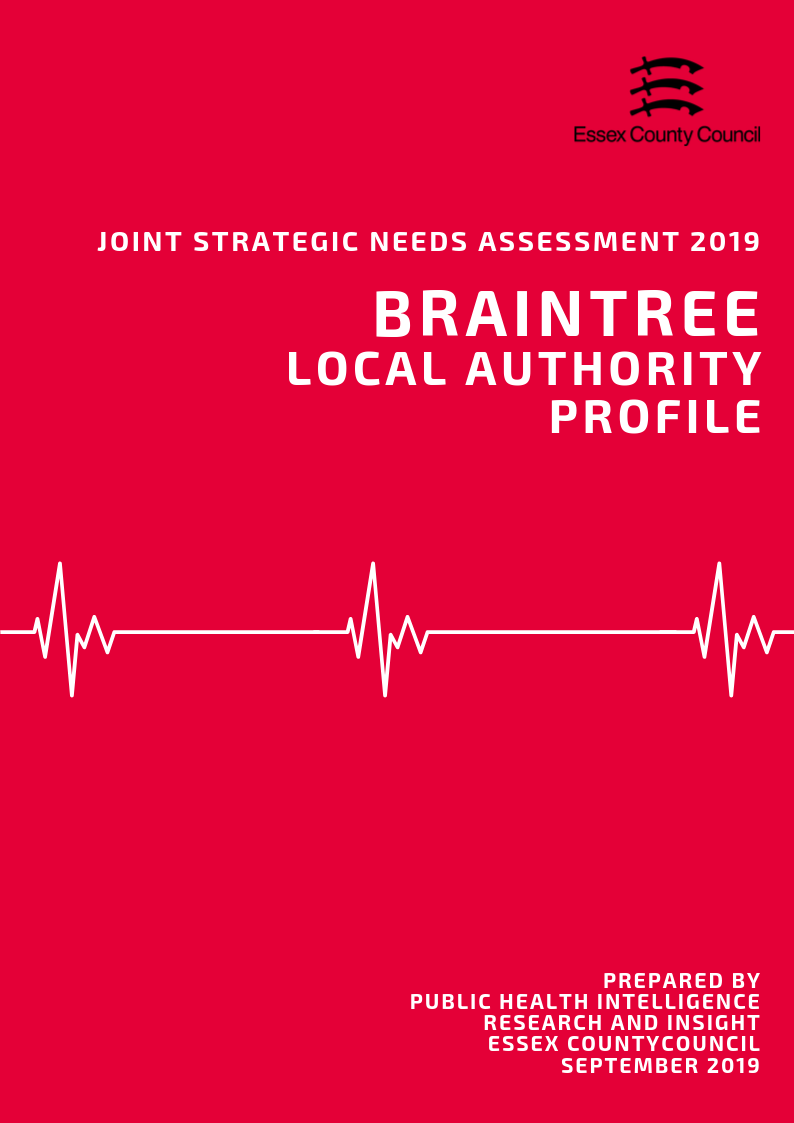 Essex County Council
JOINT STRATEGIC NEEDS ASSESSMENT 2019
BRAINTREE
LOCAL AUTHORITY
PROFILE
PREPARED BY
PUBLIC HEALTH INTELLIGENCE
RESEARCH AND INSIGHT
ESSEX COUNTYCOUNCIL
SEPTEMBER 2019